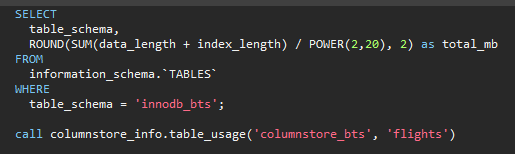 SELECT
table_schema,
ROUND(SUM(data_length + index_length) / POWER(2,20), 2) as total_mb
FROM
information_schema.`TABLES`
WHERE
table_schema = 'innodb_bts';
call columnstore_info.table_usage('columnstore_bts', 'flights')